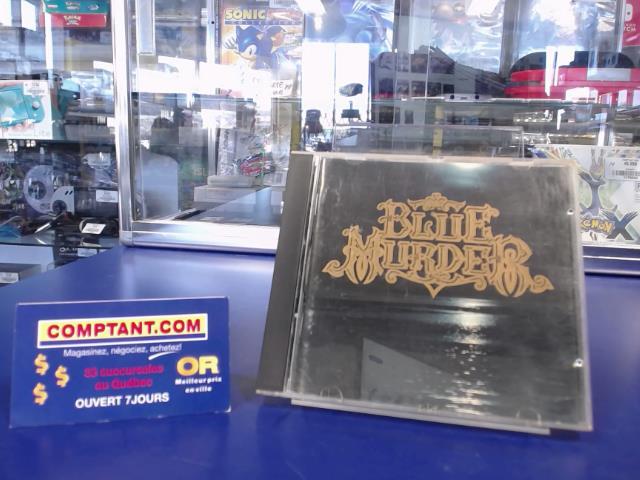 SONIC
BLUE
MURDER
COMPTANT.COM
Magasinez, négociez, achetez!
33 succursales
au Québec
OR
Meilleur prix
en ville
OUVERT 7JOURS